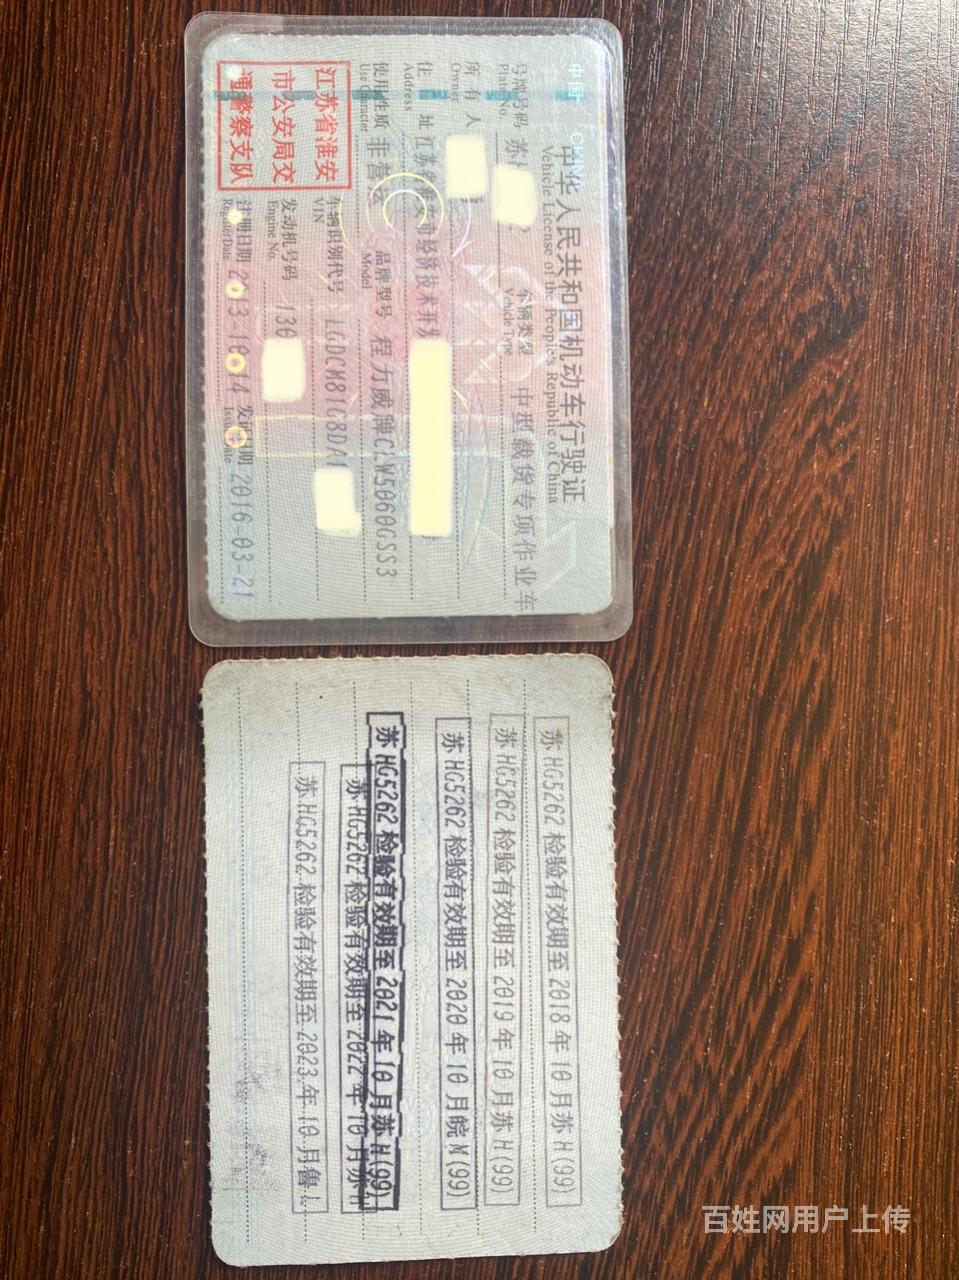 中国 CHINA
中华人民共和国机动车行驶证
Vehicle License of the People's Republic of China
号牌号码 苏 车辆类型 中型载货专项作业车
Plate No. Vehicle Type
所有人
Owner
住址 江苏省 市经济技术开发
Address
使用性质 非营 品牌型号 程力威牌CLW5060GSS3
Use Character Model
江苏省淮安
市公安局交
通警察支队
车辆识别代号 LGDCM81G8DA
VIN
发动机号码 130
Engine No.
注册日期 2013-10-14 发证日期 2016-03-21
Register Date Issue Date
苏HG5262 检验有效期至 2018年10月苏H(99)
苏HG5262 检验有效期至 2019年10月苏H(99)
苏HG5262 检验有效期至 2020年10月皖N(99)
苏HG5262 检验有效期至 2021年10月苏H(99)
苏HG5262 检验有效期至 2022年10月苏H
苏HG5262 检验有效期至 2023年10月鲁L
百姓网用户上传